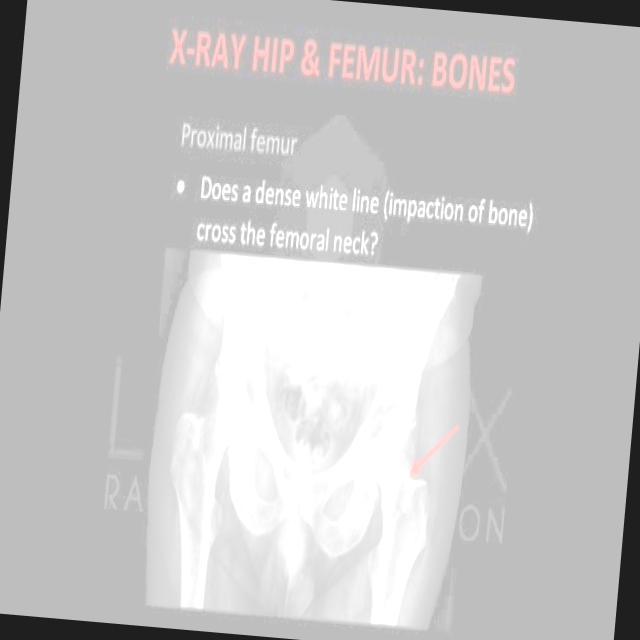 X-RAY HIP & FEMUR: BONES
Proximal femur
• Does a dense white line (impaction of bone)
cross the femoral neck?